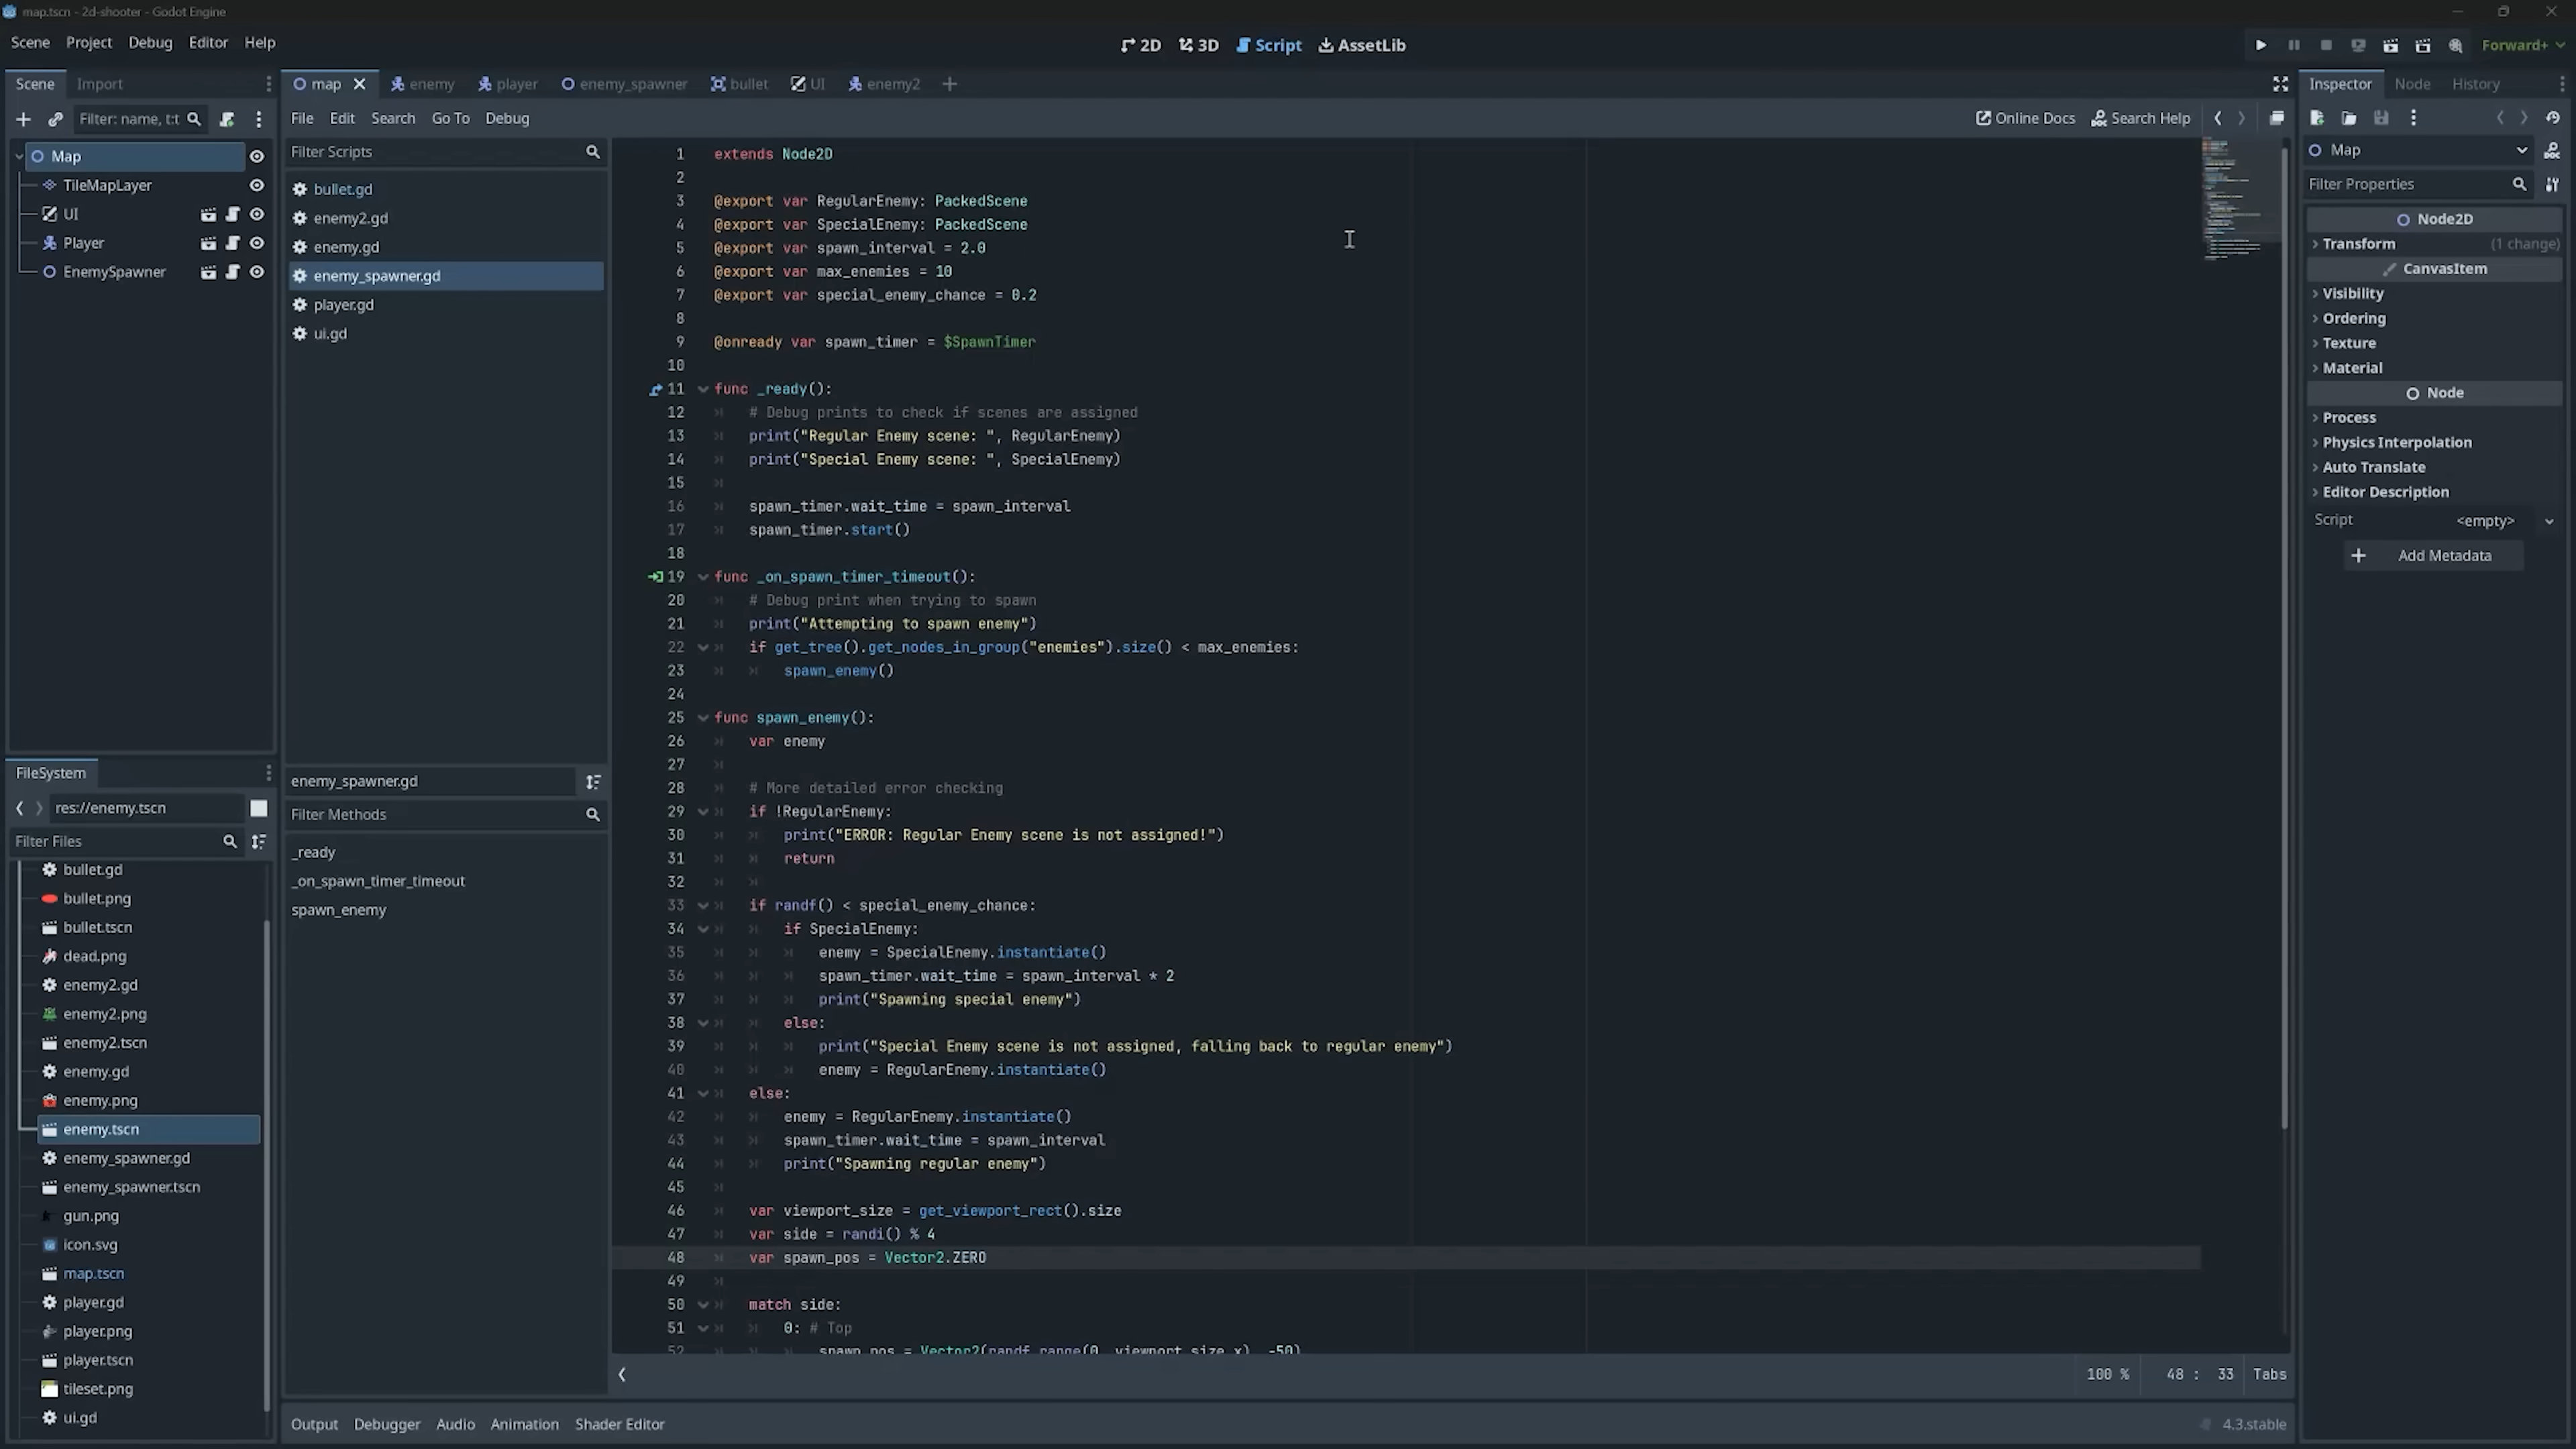 map.tscn - 2d-shooter - Godot Engine
Scene Project Debug Editor Help
2D 3D Script AssetLib
Forward+
Scene Import
Filter: name, t:t
Map
TileMapLayer
UI
Player
EnemySpawner
FileSystem
res://enemy.tscn
Filter Files
bullet.gd
bullet.png
bullet.tscn
dead.png
enemy2.gd
enemy2.png
enemy2.tscn
enemy.gd
enemy.png
enemy.tscn
enemy_spawner.gd
enemy_spawner.tscn
gun.png
icon.svg
map.tscn
player.gd
player.png
player.tscn
tileset.png
ui.gd
map enemy player enemy_spawner bullet UI enemy2
File Edit Search Go To Debug
Online Docs Search Help
Filter Scripts
bullet.gd
enemy2.gd
enemy.gd
enemy_spawner.gd
player.gd
ui.gd
enemy_spawner.gd
Filter Methods
_ready
_on_spawn_timer_timeout
spawn_enemy
1 extends Node2D
2
3 @export var RegularEnemy: PackedScene
4 @export var SpecialEnemy: PackedScene
5 @export var spawn_interval = 2.0
6 @export var max_enemies = 10
7 @export var special_enemy_chance = 0.2
8
9 @onready var spawn_timer = $SpawnTimer
10
11 func _ready():
12 # Debug prints to check if scenes are assigned
13 print("Regular Enemy scene: ", RegularEnemy)
14 print("Special Enemy scene: ", SpecialEnemy)
15
16 spawn_timer.wait_time = spawn_interval
17 spawn_timer.start()
18
19 func _on_spawn_timer_timeout():
20 # Debug print when trying to spawn
21 print("Attempting to spawn enemy")
22 if get_tree().get_nodes_in_group("enemies").size() < max_enemies:
23 spawn_enemy()
24
25 func spawn_enemy():
26 var enemy
27
28 # More detailed error checking
29 if !RegularEnemy:
30 print("ERROR: Regular Enemy scene is not assigned!")
31 return
32
33 if randf() < special_enemy_chance:
34 if SpecialEnemy:
35 enemy = SpecialEnemy.instantiate()
36 spawn_timer.wait_time = spawn_interval * 2
37 print("Spawning special enemy")
38 else:
39 print("Special Enemy scene is not assigned, falling back to regular enemy")
40 enemy = RegularEnemy.instantiate()
41 else:
42 enemy = RegularEnemy.instantiate()
43 spawn_timer.wait_time = spawn_interval
44 print("Spawning regular enemy")
45
46 var viewport_size = get_viewport_rect().size
47 var side = randi() % 4
48 var spawn_pos = Vector2.ZERO
49
50 match side:
51 0: # Top
52 spawn_pos = Vector2(randf_range(0, viewport_size.x), -50)
100 % 48 : 33 Tabs
Output Debugger Audio Animation Shader Editor
4.3.stable
Inspector Node History
Map
Filter Properties
Node2D
Transform (1 change)
CanvasItem
Visibility
Ordering
Texture
Material
Node
Process
Physics Interpolation
Auto Translate
Editor Description
Script <empty>
Add Metadata